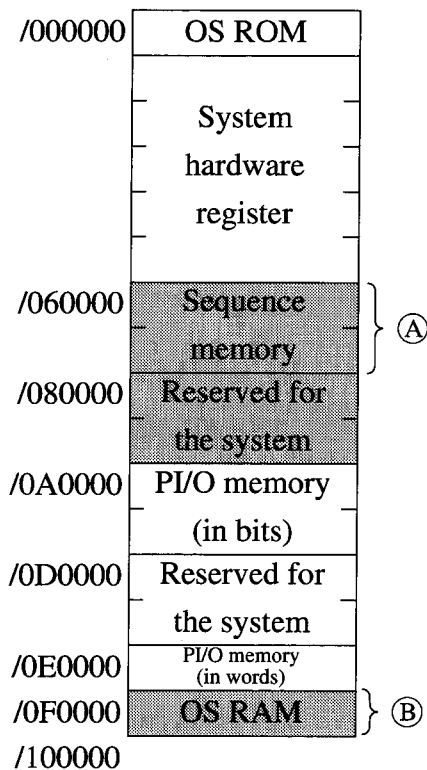 /000000 OS ROM
System
hardware
register
/060000 Sequence Ⓐ
memory
/080000 Reserved for
the system
/0A0000 PI/O memory
(in bits)
/0D0000 Reserved for
the system
/0E0000 PI/O memory
(in words)
/0F0000 OS RAM Ⓑ
/100000